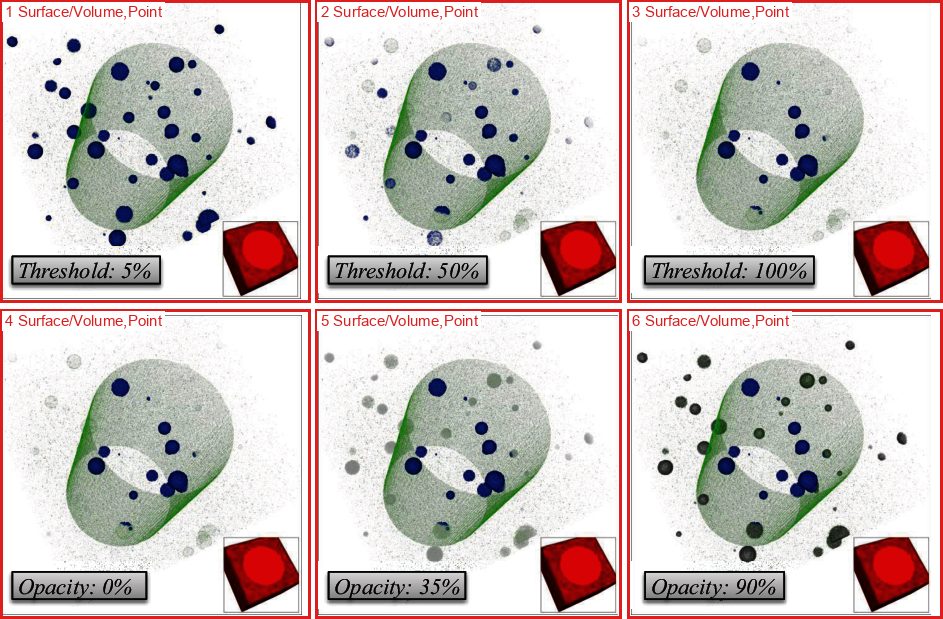 1 Surface/Volume,Point
2 Surface/Volume,Point
3 Surface/Volume,Point
Threshold: 5%
Threshold: 50%
Threshold: 100%
4 Surface/Volume,Point
5 Surface/Volume,Point
6 Surface/Volume,Point
Opacity: 0%
Opacity: 35%
Opacity: 90%